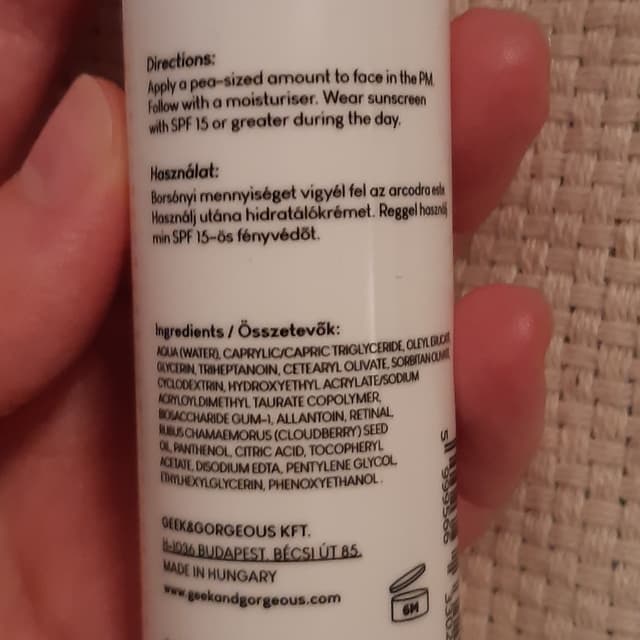 Directions:
Apply a pea-sized amount to face in the PM.
Follow with a moisturiser. Wear sunscreen
with SPF 15 or greater during the day.
Használat:
Borsónyi mennyiséget vigyél fel az arcodra este.
Használj utána hidratálókrémet. Reggel használj
min SPF 15-ös fényvédőt.
Ingredients / Összetevők:
AQUA (WATER), CAPRYLIC/CAPRIC TRIGLYCERIDE, OLEYL ERUCATE,
GLYCERIN, TRIHEPTANOIN, CETEARYL OLIVATE, SORBITAN OLIVATE,
CYCLODEXTRIN, HYDROXYETHYL ACRYLATE/SODIUM
ACRYLOYLDIMETHYL TAURATE COPOLYMER,
BIOSACCHARIDE GUM-1, ALLANTOIN, RETINAL,
RUBUS CHAMAEMORUS (CLOUDBERRY) SEED
OIL, PANTHENOL, CITRIC ACID, TOCOPHERYL
ACETATE, DISODIUM EDTA, PENTYLENE GLYCOL,
ETHYLHEXYLGLYCERIN, PHENOXYETHANOL.
GEEK&GORGEOUS KFT.
H-1036 BUDAPEST, BÉCSI ÚT 85.
MADE IN HUNGARY
www.geekandgorgeous.com
6M
5 999566